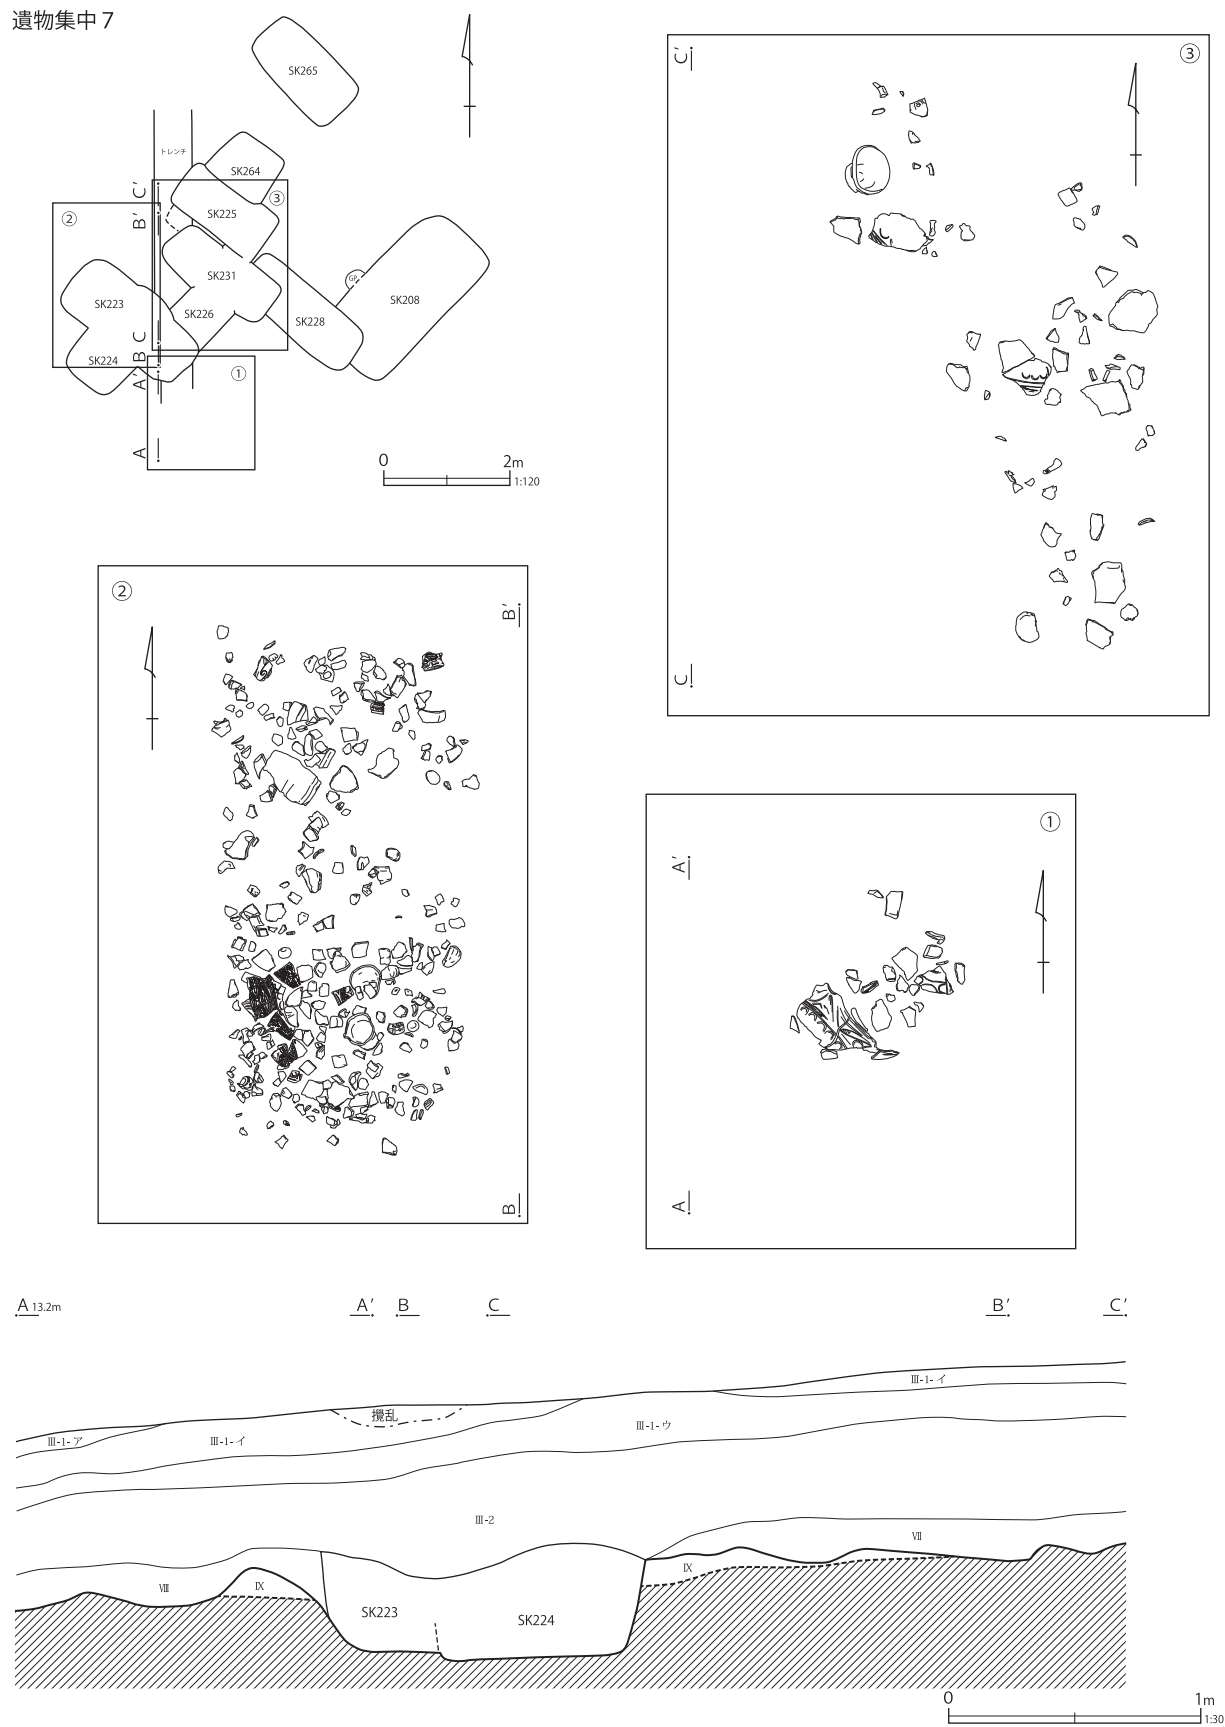 遺物集中7
SK265
トレンチ
SK264
③
C'
B'
②
SK225
SK231
GP
SK208
SK223
SK226
SK228
C
B
SK224
A'
①
A
0 2m
1:120
C'
③
C
②
B'
B
①
A'
A
A 13.2m A' B C B' C'
Ⅲ-1-イ
攪乱
Ⅲ-1-ア Ⅲ-1-イ Ⅲ-1-ウ
Ⅲ-2
Ⅶ
Ⅷ Ⅸ Ⅸ
SK223 SK224
0 1m
1:30